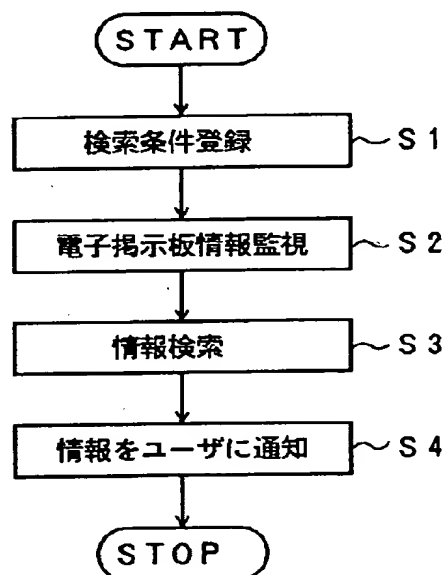 START
検索条件登録 S1
電子掲示板情報監視 S2
情報検索 S3
情報をユーザに通知 S4
STOP